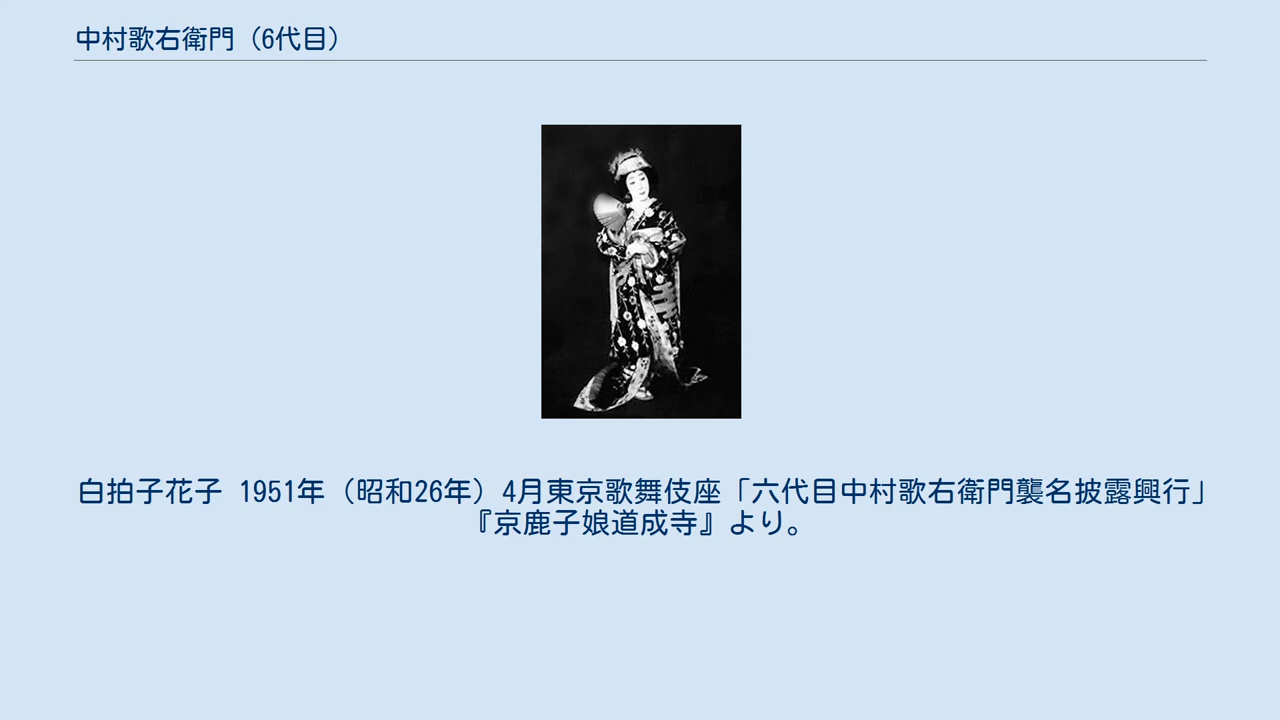 中村歌右衛門（6代目）
白拍子花子 1951年（昭和26年）4月東京歌舞伎座「六代目中村歌右衛門襲名披露興行」
『京鹿子娘道成寺』より。